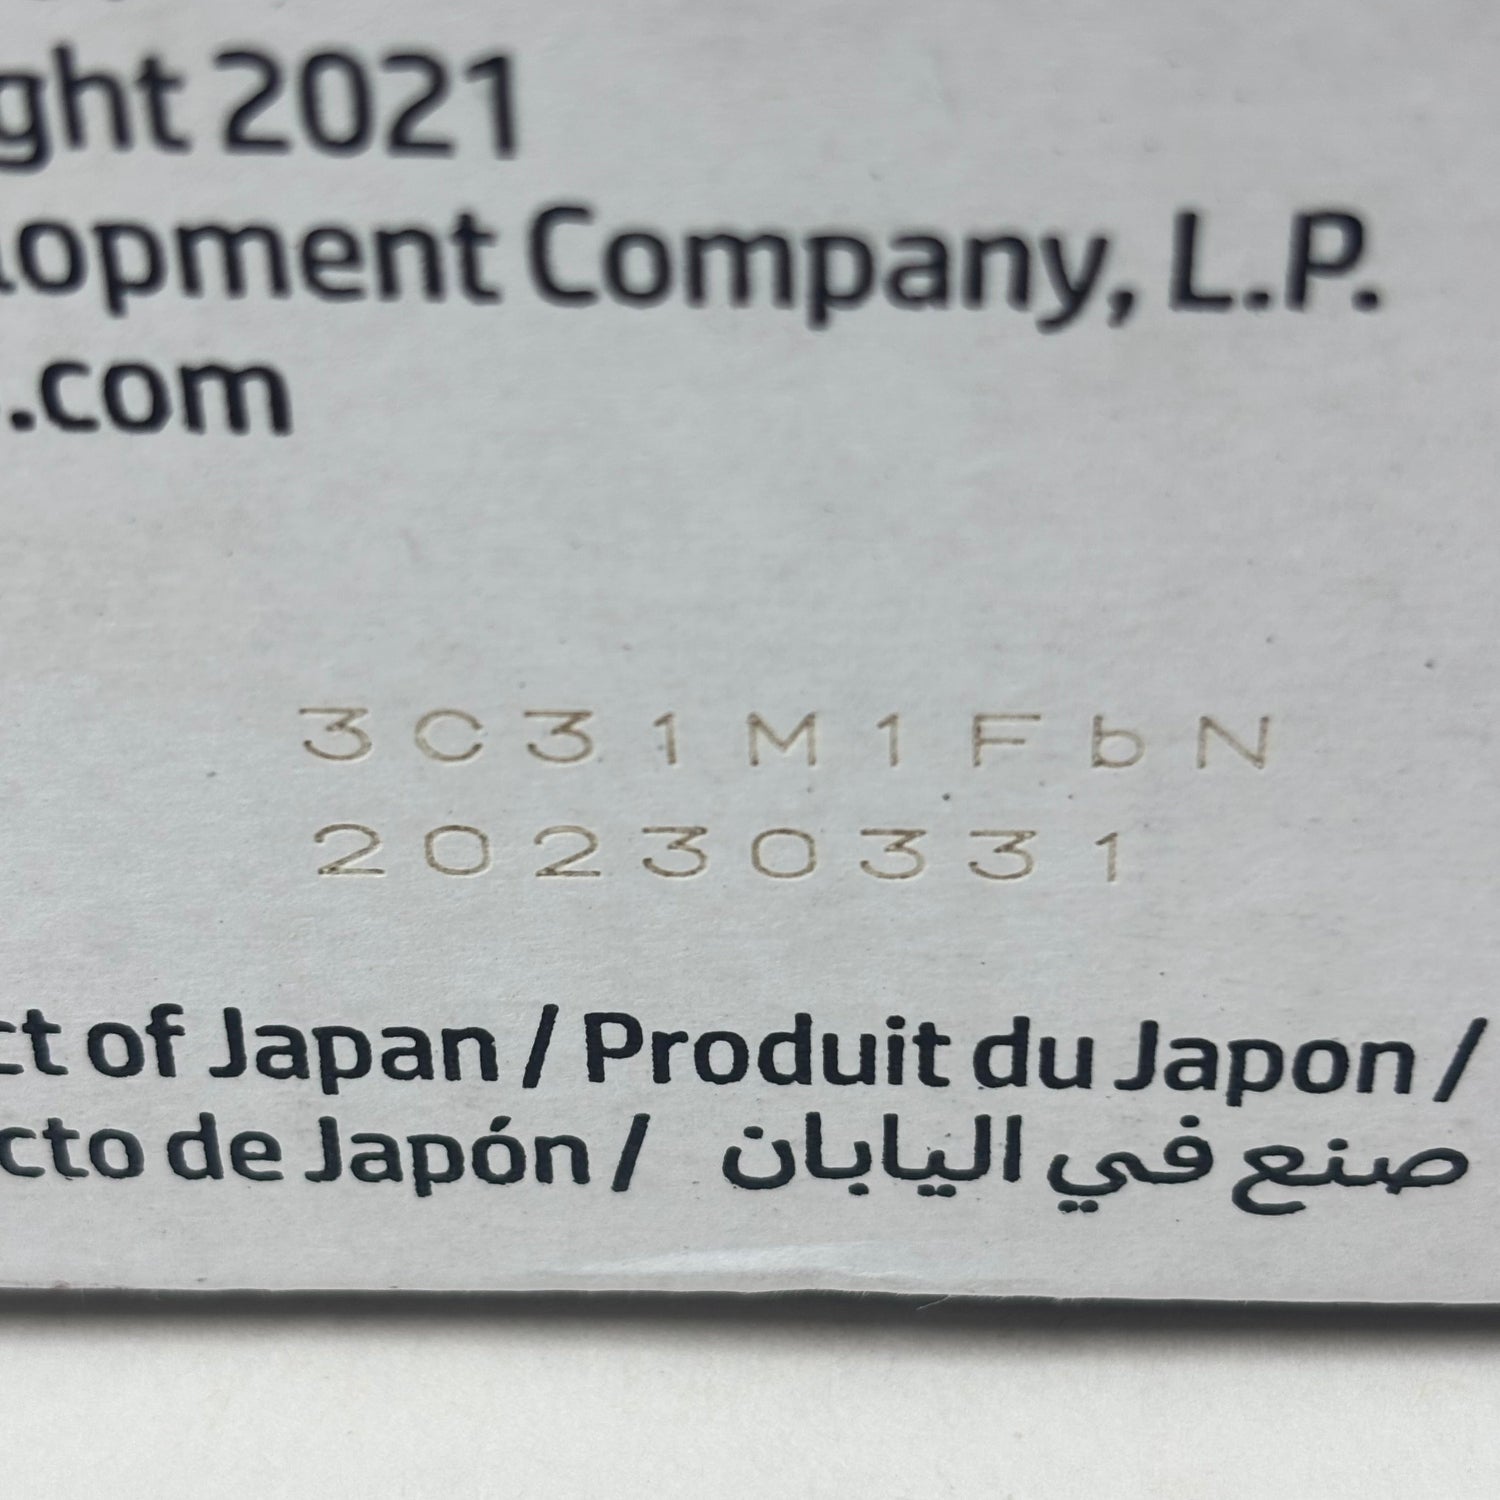 ght 2021
lopment Company, L.P.
.com
3C31M1FbN
20230331
ct of Japan / Produit du Japon /
cto de Japón / صنع في اليابان